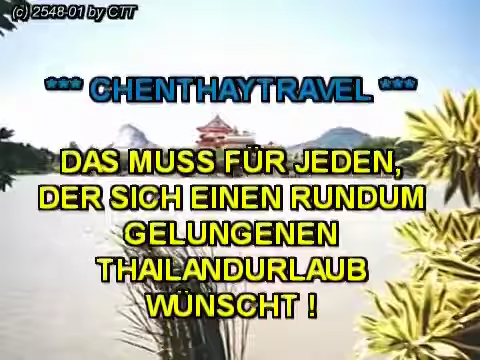 (c) 2548-01 by CTT
*** CHENTHAYTRAVEL ***
DAS MUSS FÜR JEDEN,
DER SICH EINEN RUNDUM
GELUNGENEN
THAILANDURLAUB
WÜNSCHT !